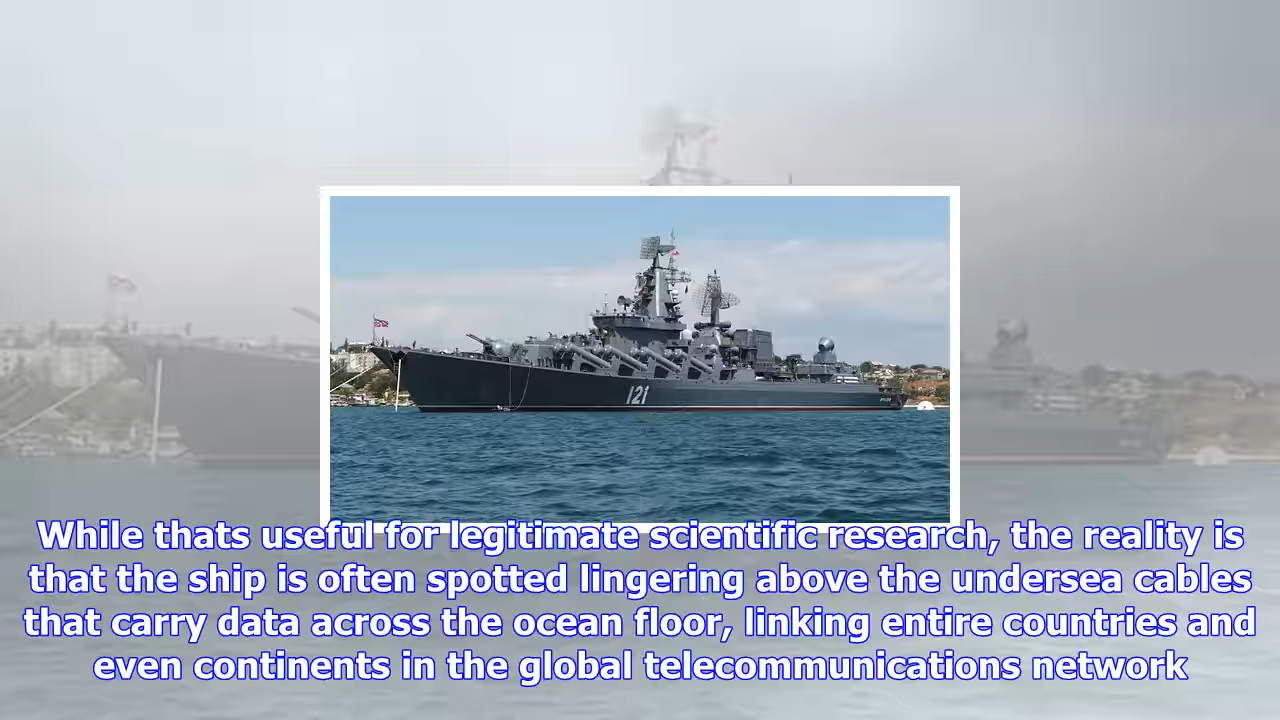 121
While thats useful for legitimate scientific research, the reality is
that the ship is often spotted lingering above the undersea cables
that carry data across the ocean floor, linking entire countries and
even continents in the global telecommunications network